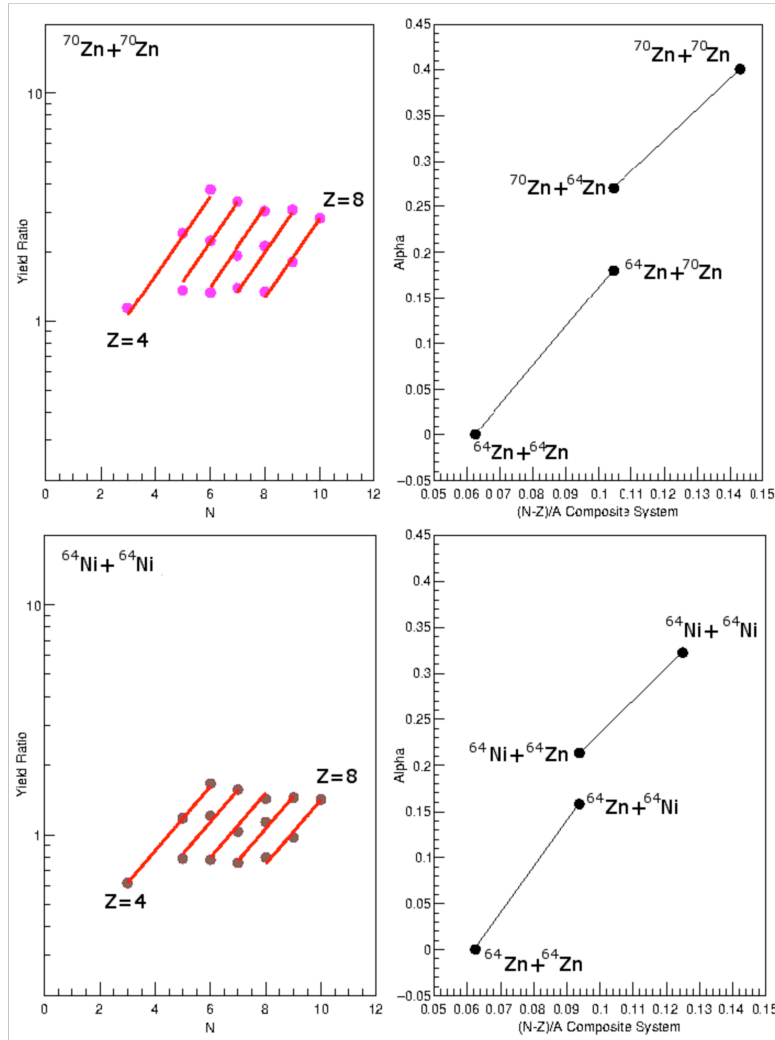 ⁷⁰Zn+⁷⁰Zn
10
1
Yield Ratio
Z=8
Z=4
0 2 4 6 8 10 12
N
0.45
0.4
0.35
0.3
0.25
0.2
0.15
0.1
0.05
0
−0.05
Alpha
⁷⁰Zn+⁷⁰Zn
⁷⁰Zn+⁶⁴Zn
⁶⁴Zn+⁷⁰Zn
⁶⁴Zn+⁶⁴Zn
0.05 0.06 0.07 0.08 0.09 0.1 0.11 0.12 0.13 0.14 0.15
(N-Z)/A Composite System
⁶⁴Ni+⁶⁴Ni
10
1
Yield Ratio
Z=8
Z=4
0 2 4 6 8 10 12
N
0.45
0.4
0.35
0.3
0.25
0.2
0.15
0.1
0.05
0
−0.05
Alpha
⁶⁴Ni+⁶⁴Ni
⁶⁴Ni+⁶⁴Zn
⁶⁴Zn+⁶⁴Ni
⁶⁴Zn+⁶⁴Zn
0.05 0.06 0.07 0.08 0.09 0.1 0.11 0.12 0.13 0.14 0.15
(N-Z)/A Composite System